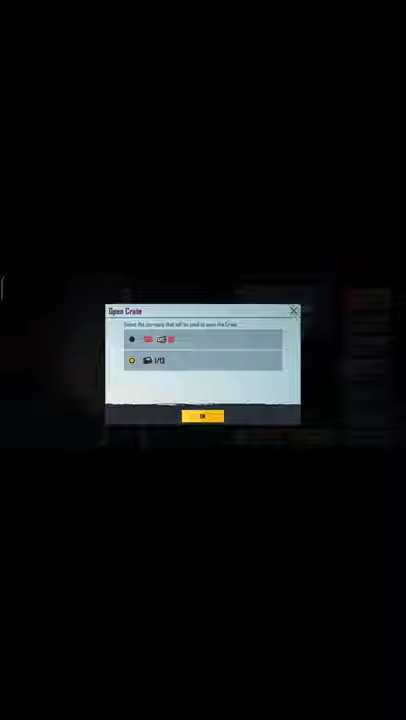 Open Crate
Select the currency that will be used to open the Crate
1/13
OK